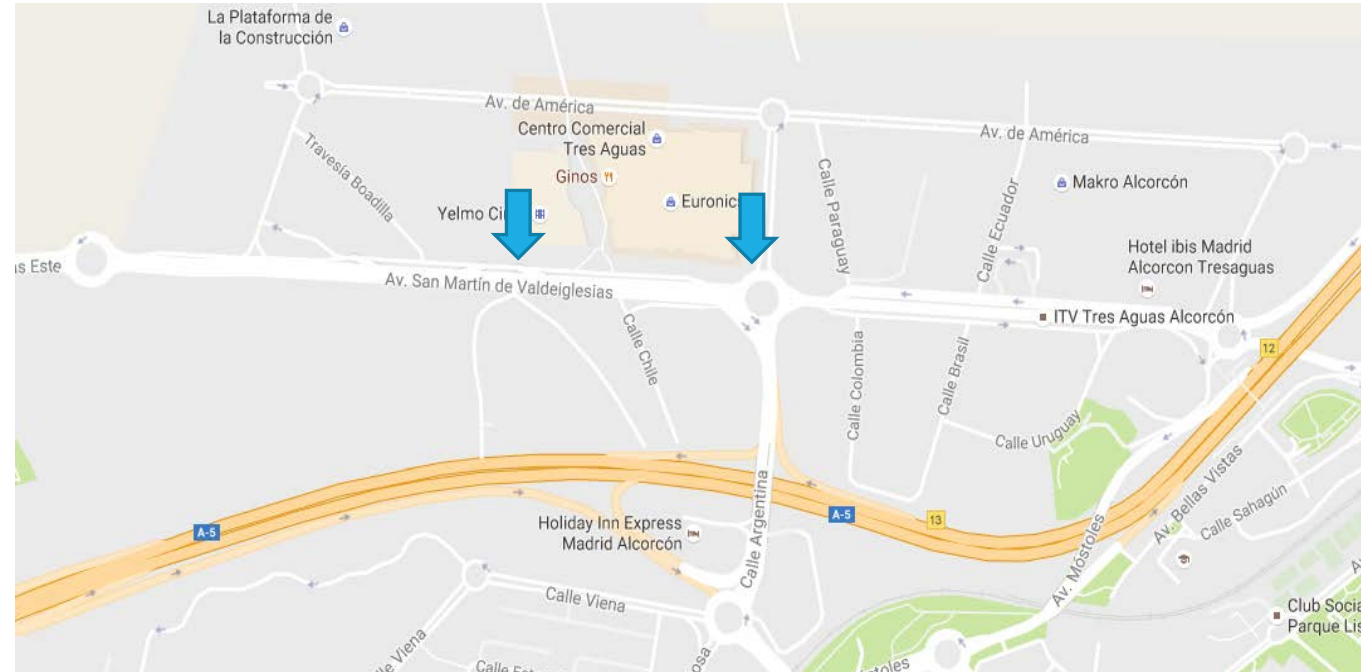 La Plataforma de
la Construcción
Av. de América
Centro Comercial
Tres Aguas
Av. de América
Travesía Boadilla
Ginos
Calle Paraguay
Calle Ecuador
Makro Alcorcón
Yelmo
Euronics
Hotel ibis Madrid
Alcorcon Tresaguas
Este
Av. San Martín de Valdeiglesias
ITV Tres Aguas Alcorcón
Calle Chile
Calle Colombia
Calle Brasil
12
Calle Uruguay
Av. Bellas Vistas
Calle Sahagún
A-5
Holiday Inn Express
Madrid Alcorcón
Calle Argentina
A-5
13
Av. Móstoles
Calle Viena
Club Socia
Parque Lis
Viena
Calle